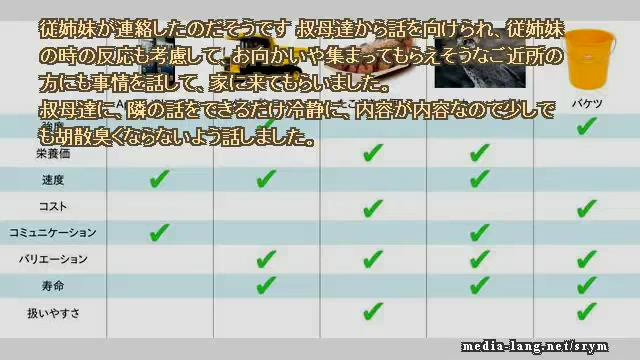 従姉妹が連絡したのだそうです 叔母達から話を向けられ、従姉妹
の時の反応も考慮して、お向かいや集まってもらえそうなご近所の
方にも事情を話して、家に来てもらいました。
叔母達に、隣の話をできるだけ冷静に、内容が内容なので少しで
も胡散臭くならないよう話しました。
バケツ
強度
栄養価
速度
コスト
コミュニケーション
バリエーション
寿命
扱いやすさ
media-lang.net/srym